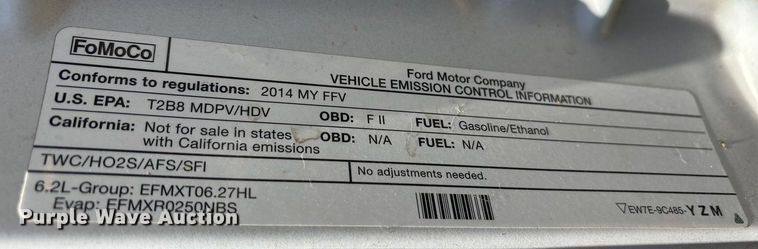 FoMoCo
Ford Motor Company
VEHICLE EMISSION CONTROL INFORMATION
Conforms to regulations: 2014 MY FFV
U.S. EPA: T2B8 MDPV/HDV OBD: F II FUEL: Gasoline/Ethanol
California: Not for sale in states with California emissions OBD: N/A FUEL: N/A
TWC/HO2S/AFS/SFI No adjustments needed.
6.2L-Group: EFMXT06.27HL
Evap: EFMXR0250NBS
▽EW7E-9C485-YZM
Purple Wave Auction